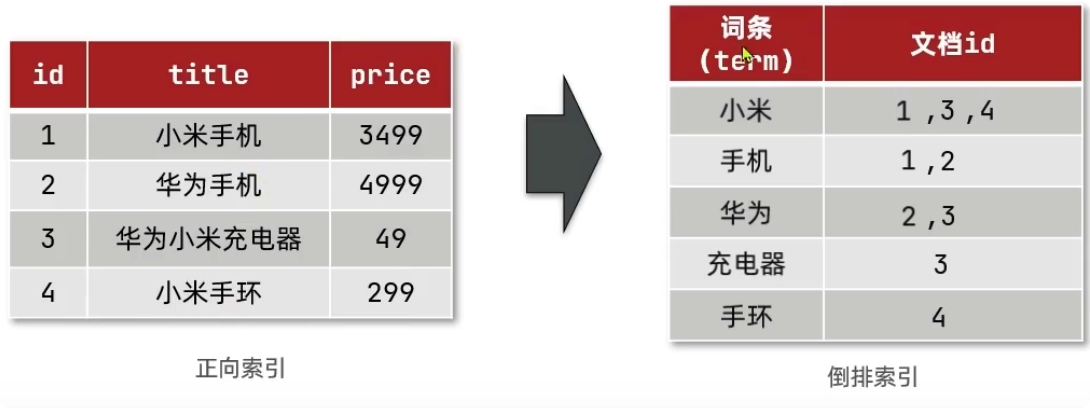 id title price
1 小米手机 3499
2 华为手机 4999
3 华为小米充电器 49
4 小米手环 299
正向索引
词条
(term) 文档id
小米 1 ,3 ,4
手机 1 ,2
华为 2 ,3
充电器 3
手环 4
倒排索引